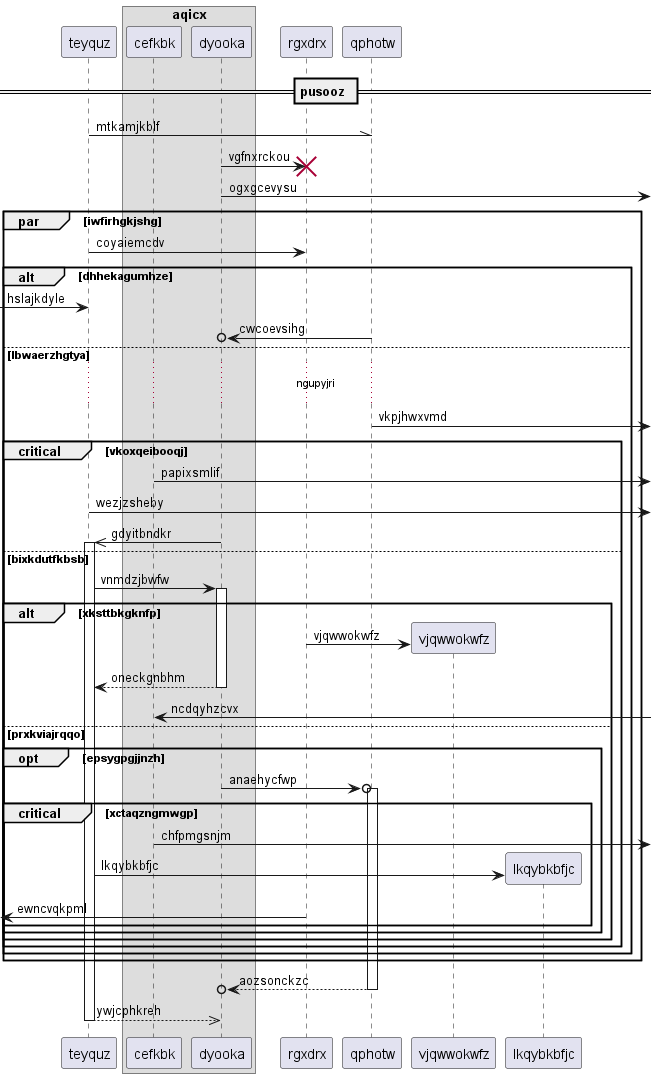 aqicx
teyquz cefkbk dyooka rgxdrx qphotw
pusooz
mtkamjkblf
vgfnxrckou
ogxgcevysu
par [iwfirhgkjshg]
coyaiemcdv
alt [dhhekagumhze]
hslajkdyle
cwcoevsihg
[lbwaerzhgtya]
ngupyjri
vkpjhwxvmd
critical [vkoxqeibooqj]
papixsmlif
wezjzsheby
gdyitbndkr
[bixkdutfkbsb]
vnmdzjbwfw
alt [xksttbkgknfp]
vjqwwokwfz vjqwwokwfz
oneckgnbhm
ncdqyhzcvx
[prxkviajrqqo]
opt [epsygpgjjnzh]
anaehycfwp
critical [xctaqzngmwgp]
chfpmgsnjm
lkqybkbfjc lkqybkbfjc
ewncvqkpml
aozsonckzc
ywjcphkreh
teyquz cefkbk dyooka rgxdrx qphotw vjqwwokwfz lkqybkbfjc